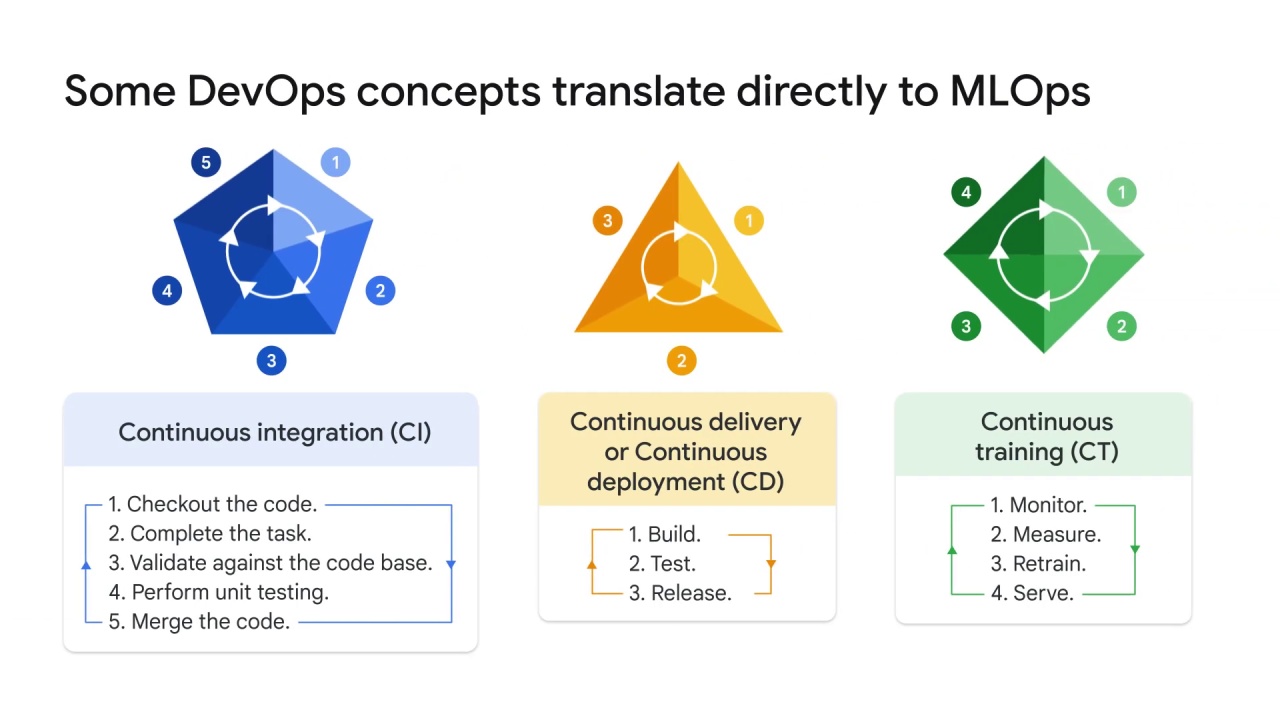 Some DevOps concepts translate directly to MLOps
5
1
4
2
3
3
1
2
4
1
3
2
Continuous integration (CI)
1. Checkout the code.
2. Complete the task.
3. Validate against the code base.
4. Perform unit testing.
5. Merge the code.
Continuous delivery
or Continuous
deployment (CD)
1. Build.
2. Test.
3. Release.
Continuous
training (CT)
1. Monitor.
2. Measure.
3. Retrain.
4. Serve.